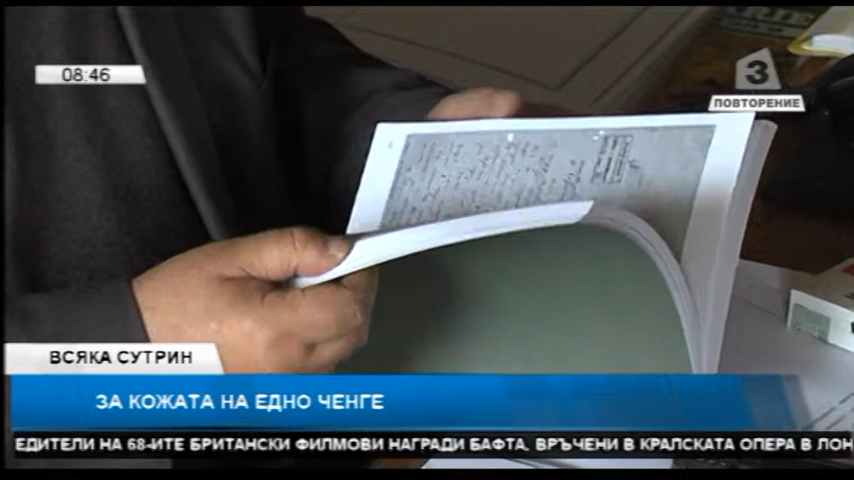 08:46
3
ПОВТОРЕНИЕ
ВСЯКА СУТРИН
ЗА КОЖАТА НА ЕДНО ЧЕНГЕ
ЕДИТЕЛИ НА 68-ИТЕ БРИТАНСКИ ФИЛМОВИ НАГРАДИ БАФТА, ВРЪЧЕНИ В КРАЛСКАТА ОПЕРА В ЛОН